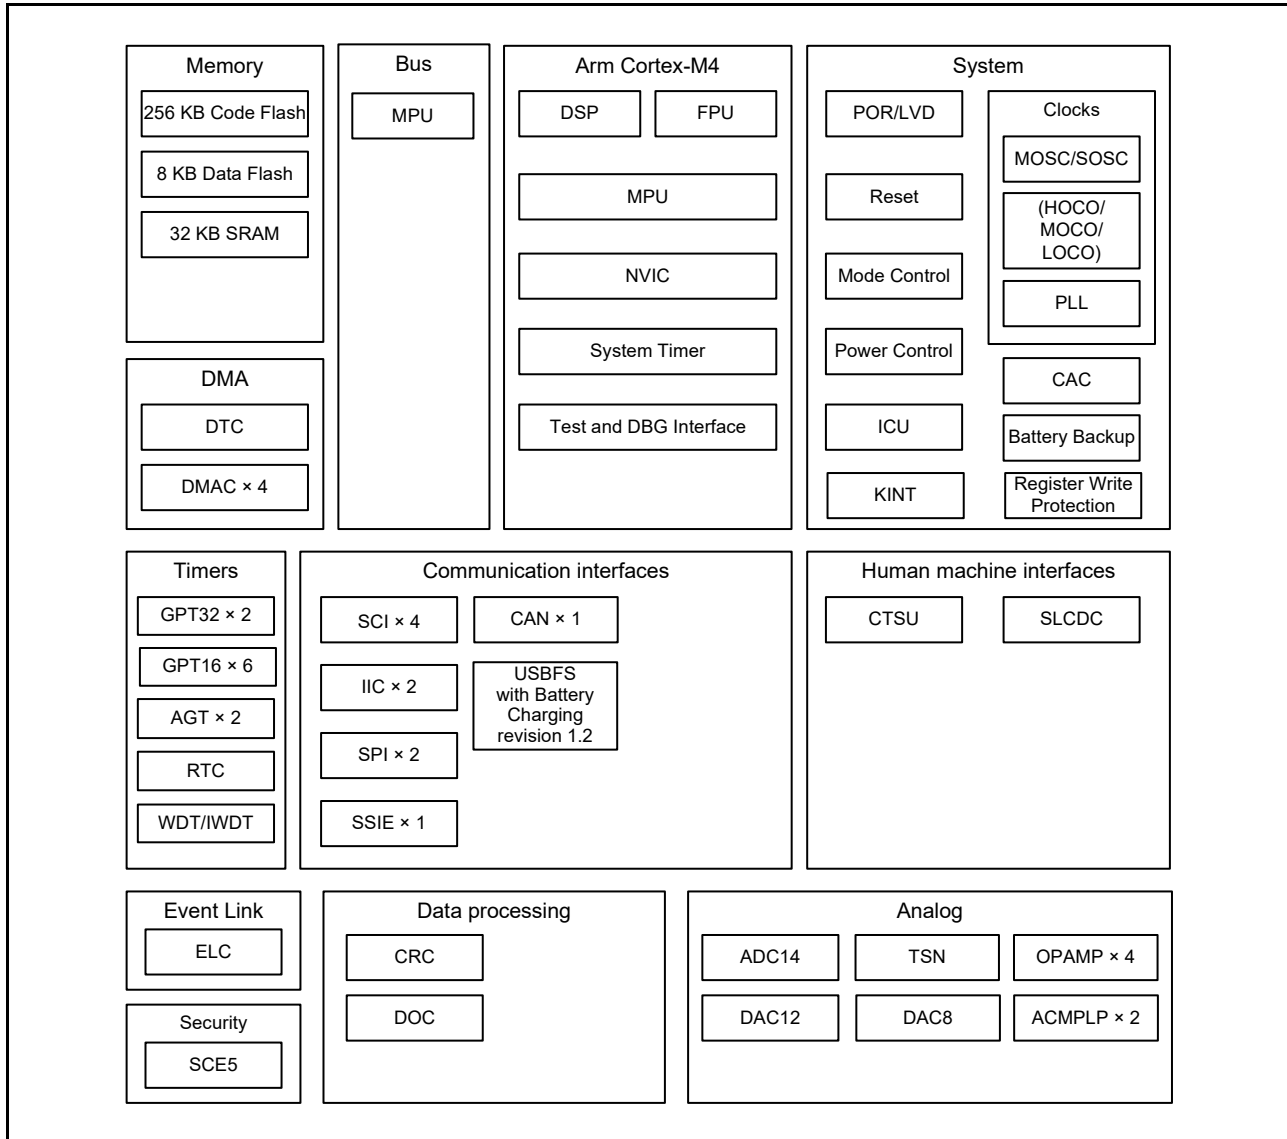 Memory
256 KB Code Flash
8 KB Data Flash
32 KB SRAM
DMA
DTC
DMAC × 4
Bus
MPU
Arm Cortex-M4
DSP
FPU
MPU
NVIC
System Timer
Test and DBG Interface
System
POR/LVD
Reset
Mode Control
Power Control
ICU
KINT
Clocks
MOSC/SOSC
(HOCO/
MOCO/
LOCO)
PLL
CAC
Battery Backup
Register Write
Protection
Timers
GPT32 × 2
GPT16 × 6
AGT × 2
RTC
WDT/IWDT
Communication interfaces
SCI × 4
IIC × 2
SPI × 2
SSIE × 1
CAN × 1
USBFS
with Battery
Charging
revision 1.2
Human machine interfaces
CTSU
SLCDC
Event Link
ELC
Security
SCE5
Data processing
CRC
DOC
Analog
ADC14
TSN
OPAMP × 4
DAC12
DAC8
ACMPLP × 2